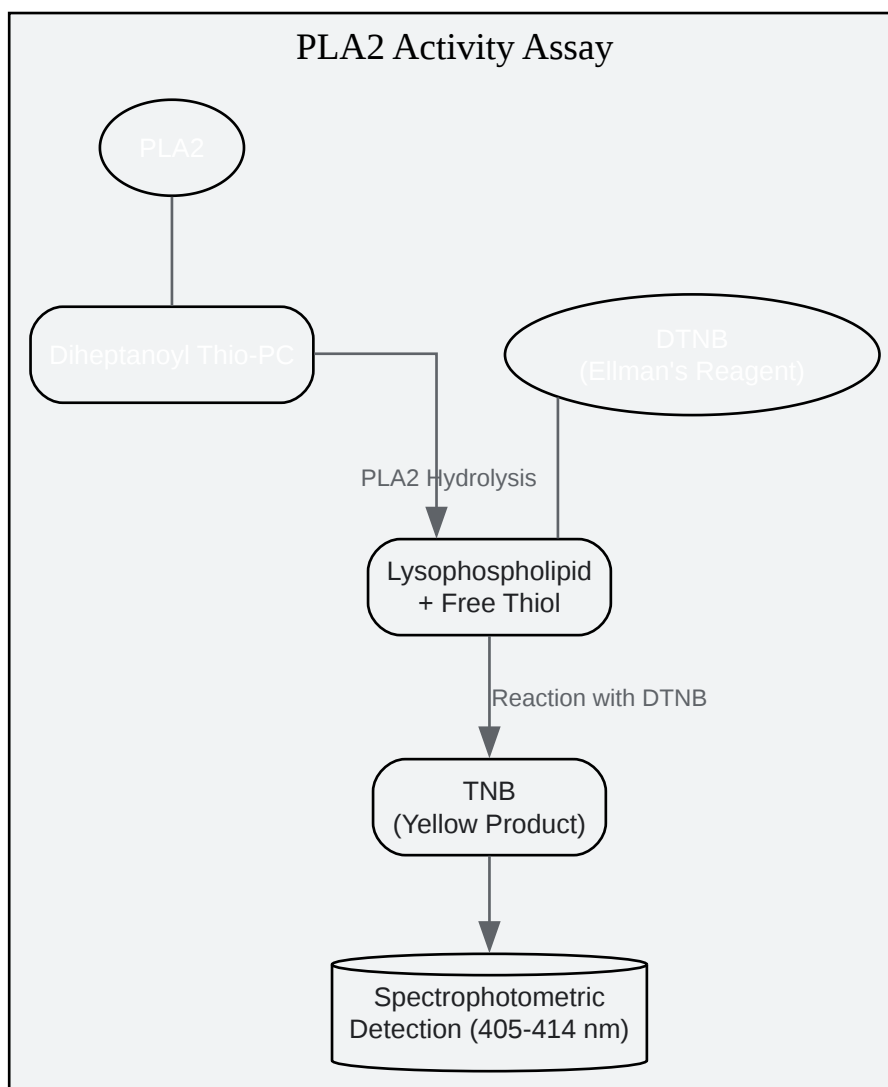 PLA2 Activity Assay
PLA2
Diheptanoyl Thio-PC
DTNB
(Ellman's Reagent)
PLA2 Hydrolysis
Lysophospholipid
+ Free Thiol
Reaction with DTNB
TNB
(Yellow Product)
Spectrophotometric
Detection (405-414 nm)